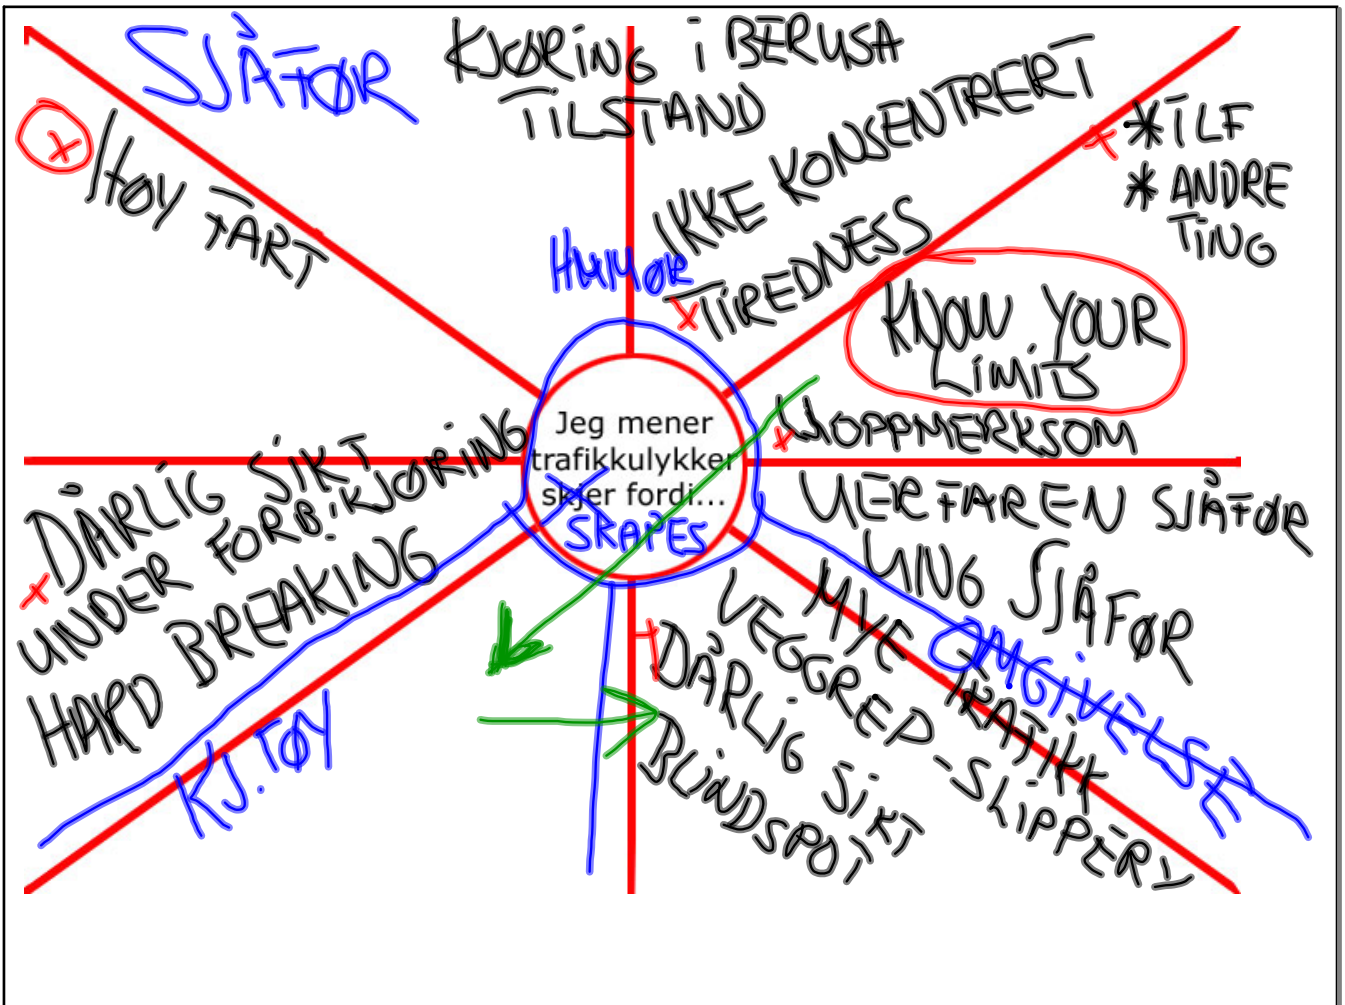 SJÅFØR
KJØRING I BERUSA
TILSTAND
IKKE KONSENTRERT
* TLF
* ANDRE
TING
HØY FART
HUMØR
TIREDNESS
KNOW YOUR
LIMITS
UOPPMERKSOM
Jeg mener
trafikkulykker
skjer fordi...
SKAPES
DÅRLIG SIKT
UNDER FORBIKJØRING
HARD BREAKING
UERFAREN SJÅFØR
UNG SJÅFØR
MYE TRAFIKK
OMGIVELSE
VEGGREP - SLIPPERY
DÅRLIG SIKT
BLINDSPOT
KJ.TØY